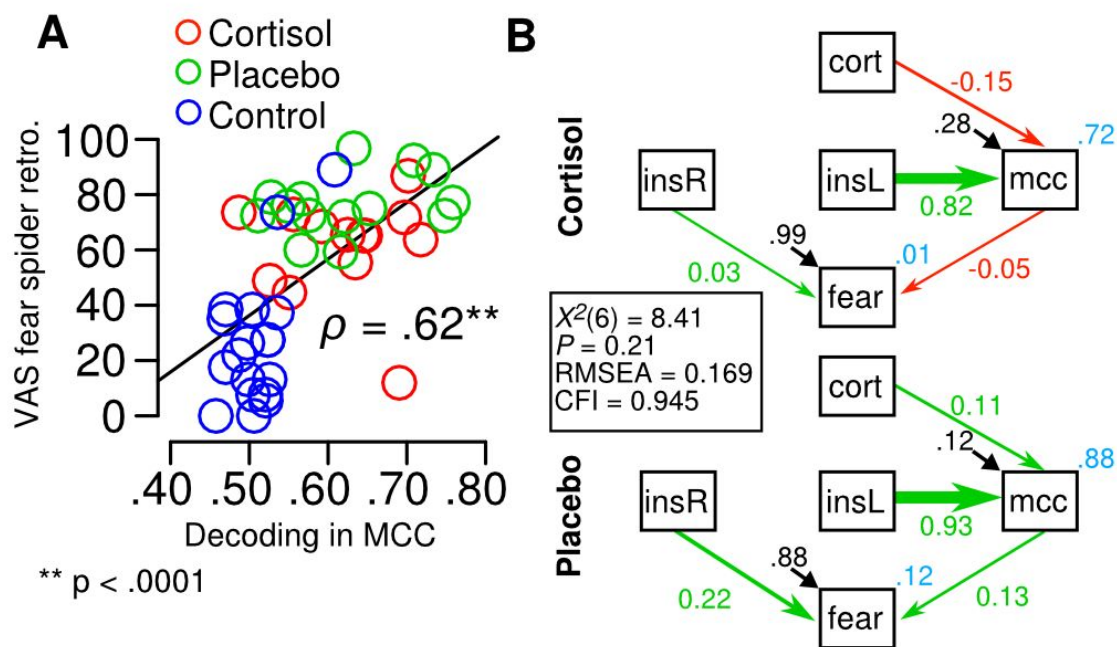 A
Cortisol
Placebo
Control
VAS fear spider retro.
100
80
60
40
20
0
ρ = .62**
.40 .50 .60 .70 .80
Decoding in MCC
** p < .0001
B
Cortisol
cort
-0.15
.28
.72
insR
insL
mcc
0.82
.99
.01
0.03
-0.05
fear
X²(6) = 8.41
P = 0.21
RMSEA = 0.169
CFI = 0.945
Placebo
cort
0.11
.12
.88
insR
insL
mcc
0.93
.88
.12
0.22
0.13
fear